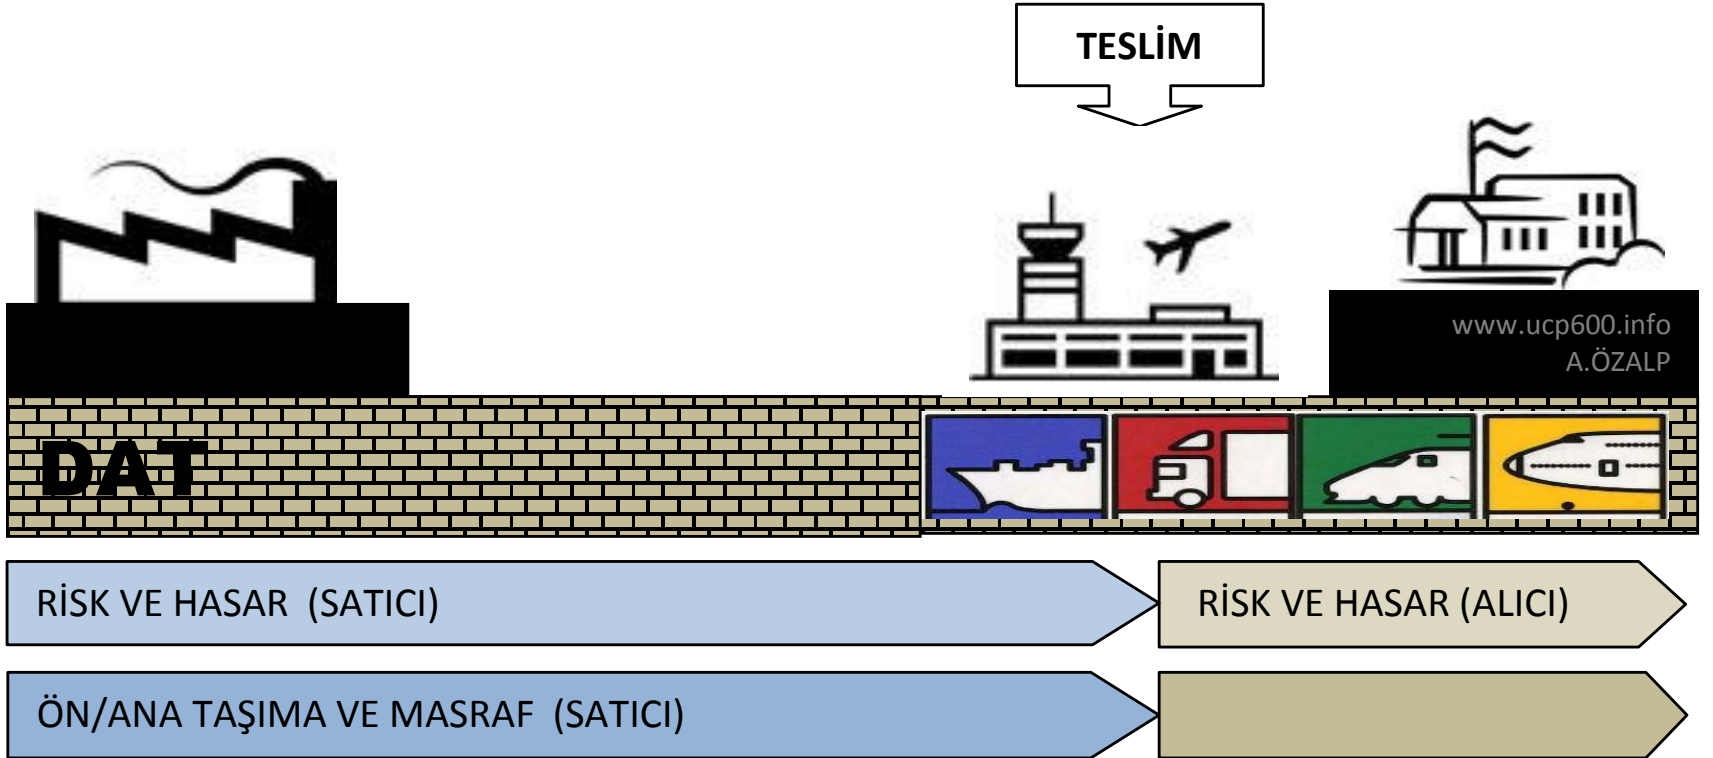 TESLİM
www.ucp600.info
A.ÖZALP
DAT
RİSK VE HASAR (SATICI)
RİSK VE HASAR (ALICI)
ÖN/ANA TAŞIMA VE MASRAF (SATICI)